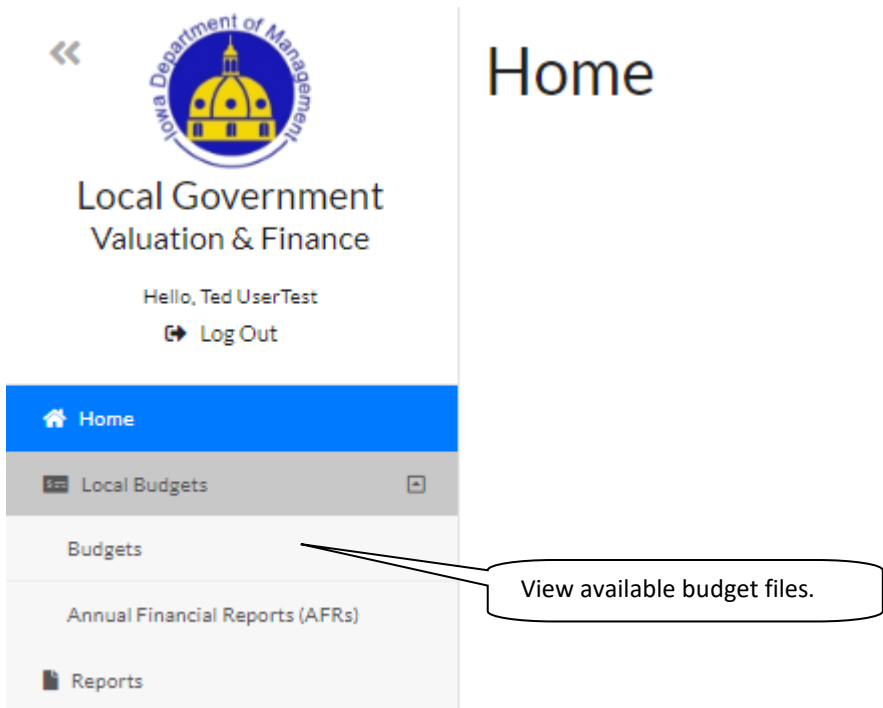 Iowa Department of Management
Local Government
Valuation & Finance
Hello, Ted UserTest
Log Out
Home
Local Budgets
Budgets
Annual Financial Reports (AFRs)
Reports
Home
View available budget files.